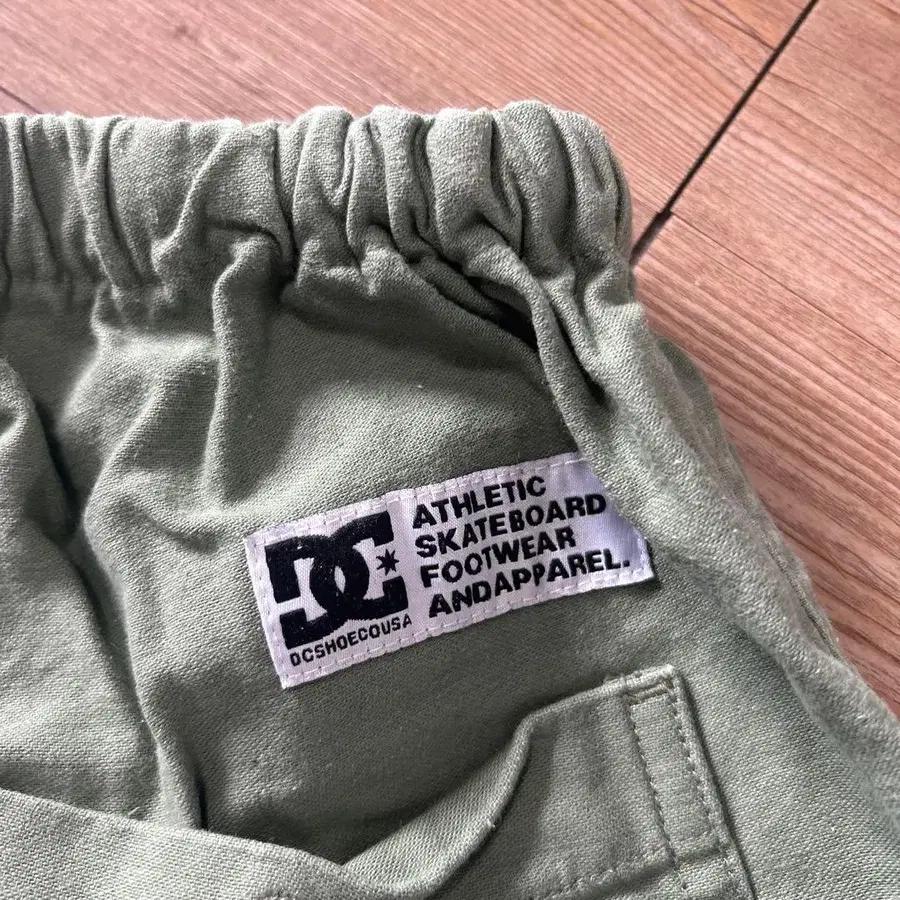 DC
DCSHOECOUSA
ATHLETIC
SKATEBOARD
FOOTWEAR
ANDAPPAREL.